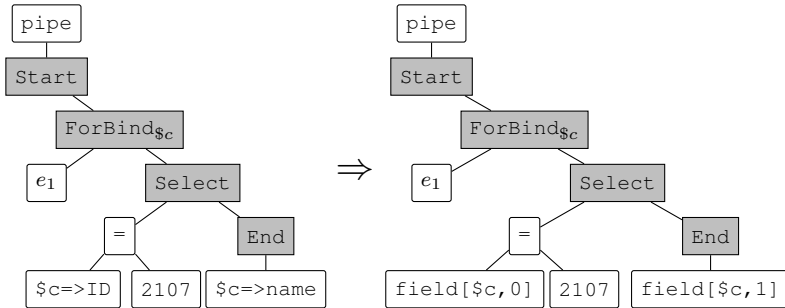 pipe pipe
Start Start
ForBind$c ForBind$c
e1 Select ⇒ e1 Select
= End = End
$c=>ID 2107 $c=>name field[$c,0] 2107 field[$c,1]